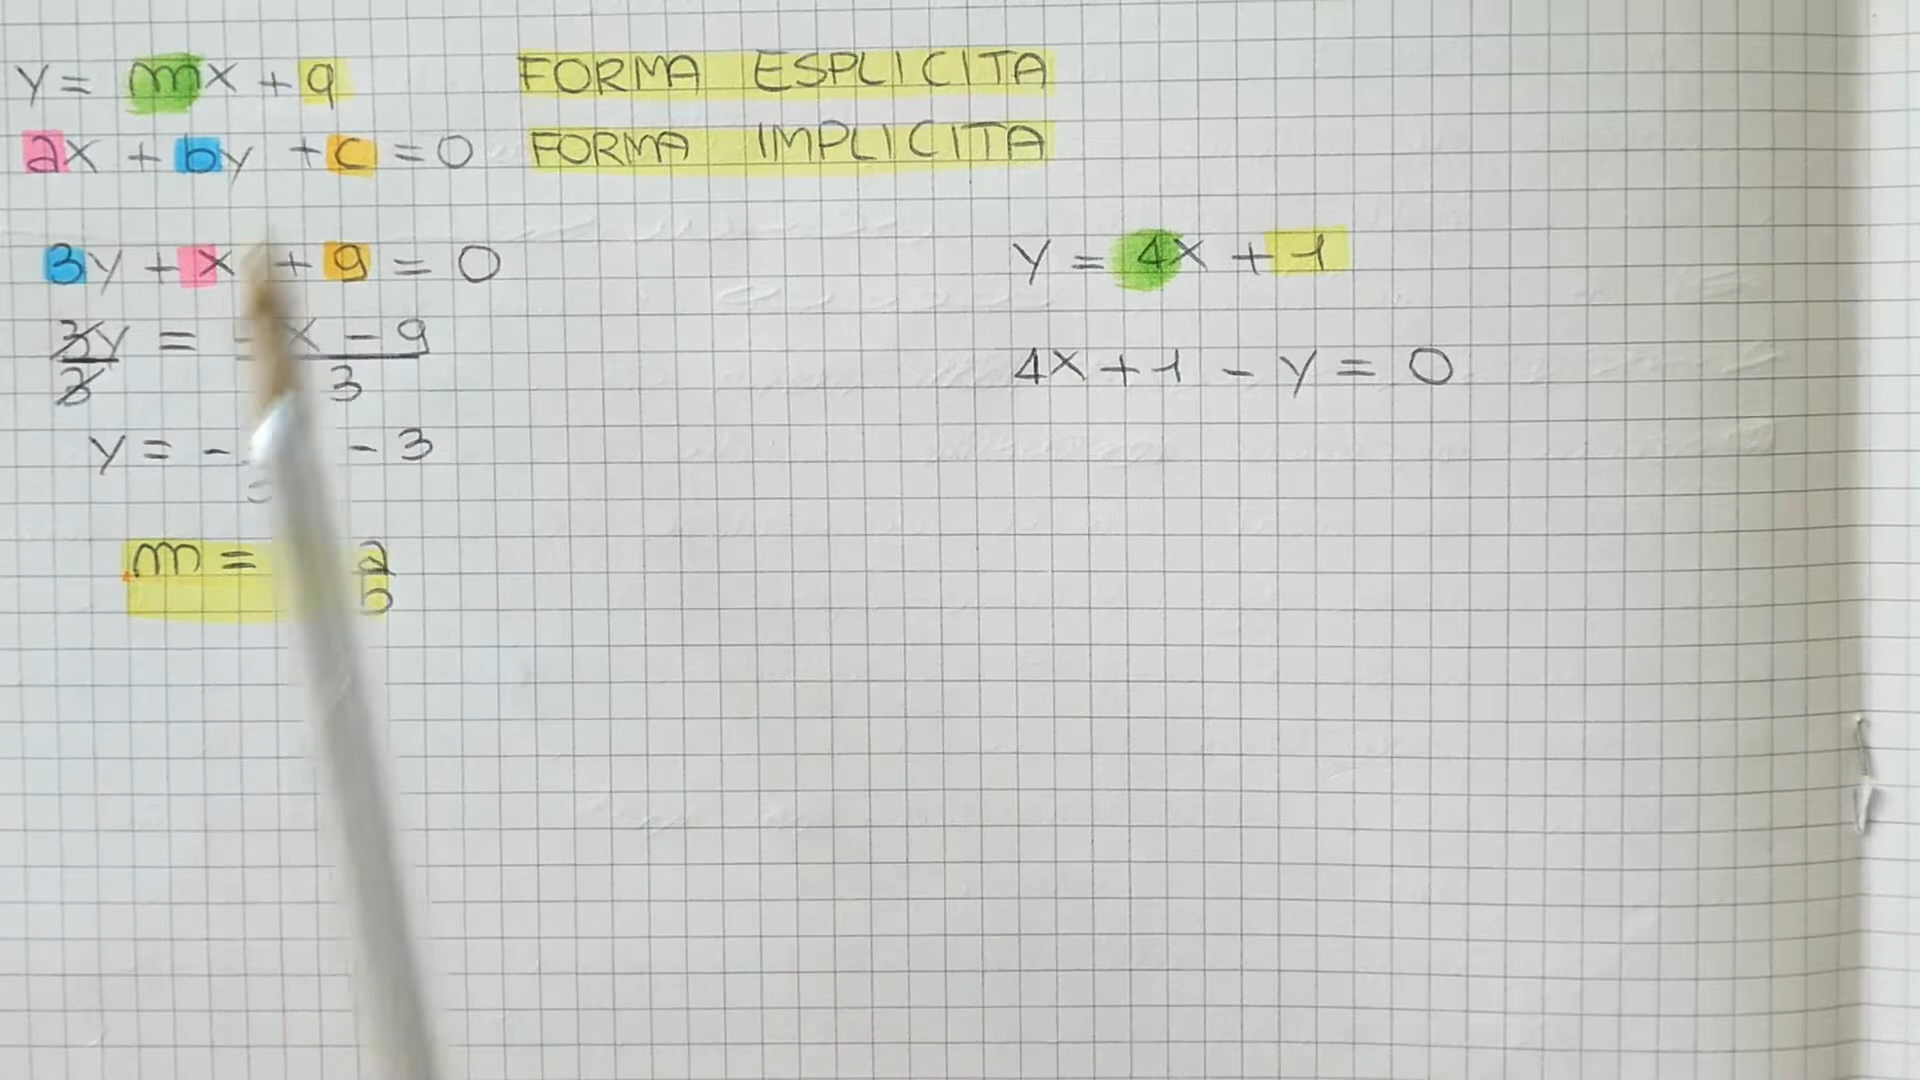 y = mx + q FORMA ESPLICITA
ax + by + c = 0 FORMA IMPLICITA
3y + x + 9 = 0
3y/3 = -x - 9/3
y = - - 3
m = a/b
y = 4x + 1
4x + 1 - y = 0